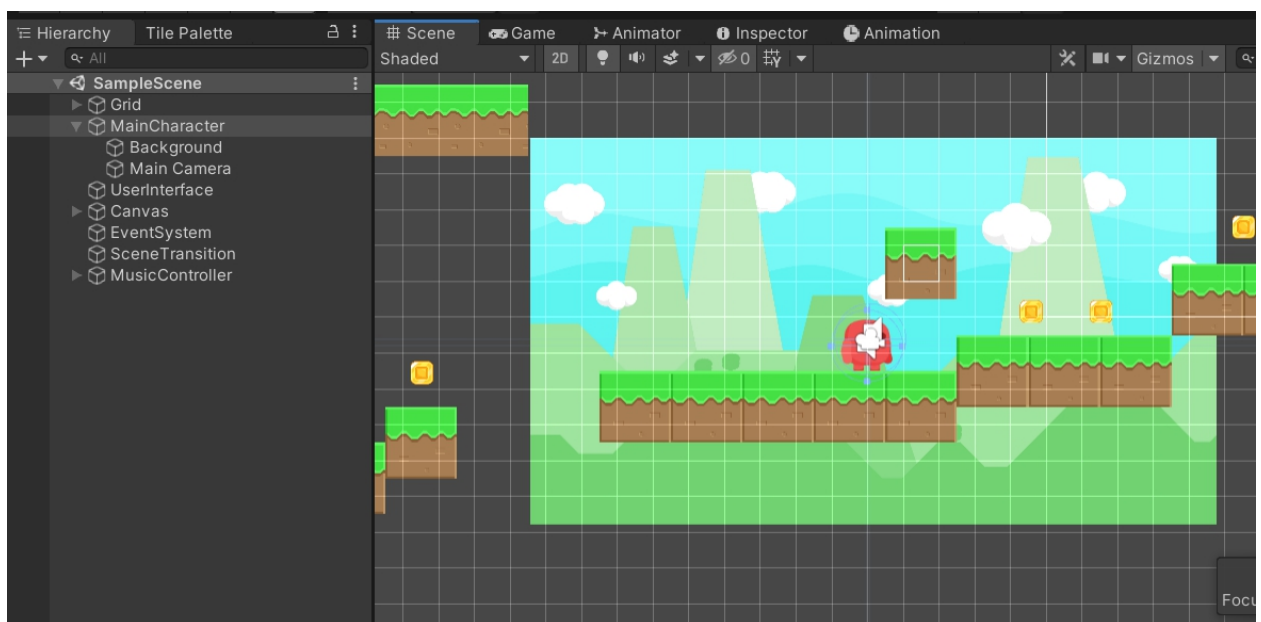 Hierarchy Tile Palette
All
SampleScene
Grid
MainCharacter
Background
Main Camera
UserInterface
Canvas
EventSystem
SceneTransition
MusicController
Scene Game Animator Inspector Animation
Shaded 2D 0 Gizmos
Focu